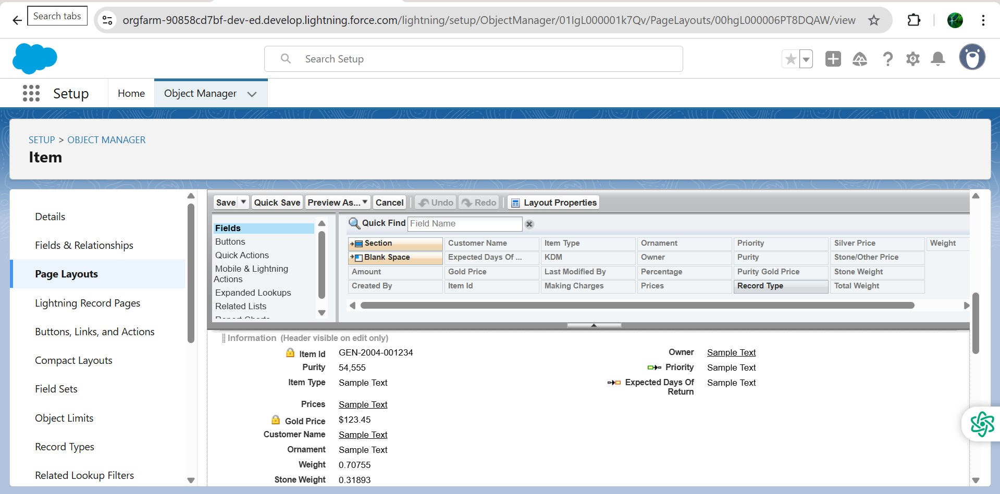 Search tabs
orgfarm-90858cd7bf-dev-ed.develop.lightning.force.com/lightning/setup/ObjectManager/01IgL000001k7Qv/PageLayouts/00hgL000006PT8DQAW/view
Search Setup
Setup
Home
Object Manager
SETUP > OBJECT MANAGER
Item
Details
Fields & Relationships
Page Layouts
Lightning Record Pages
Buttons, Links, and Actions
Compact Layouts
Field Sets
Object Limits
Record Types
Related Lookup Filters
Save Quick Save Preview As... Cancel Undo Redo Layout Properties
Fields
Buttons
Quick Actions
Mobile & Lightning
Actions
Expanded Lookups
Related Lists
Report Charts
Quick Find Field Name
Section Customer Name Item Type Ornament Priority Silver Price Weight
Blank Space Expected Days Of ... KDM Owner Purity Stone/Other Price
Amount Gold Price Last Modified By Percentage Purity Gold Price Stone Weight
Created By Item Id Making Charges Prices Record Type Total Weight
Information (Header visible on edit only)
Item Id GEN-2004-001234 Owner Sample Text
Purity 54,555 Priority Sample Text
Item Type Sample Text Expected Days Of Sample Text
Return
Prices Sample Text
Gold Price $123.45
Customer Name Sample Text
Ornament Sample Text
Weight 0.70755
Stone Weight 0.31893